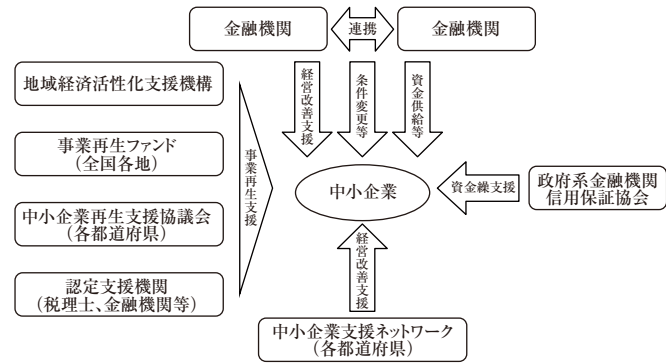 金融機関
連携
金融機関
経営改善支援
条件変更等
資金供給等
地域経済活性化支援機構
事業再生ファンド
(全国各地)
中小企業再生支援協議会
(各都道府県)
認定支援機関
(税理士、金融機関等)
事業再生支援
中小企業
資金繰支援
政府系金融機関
信用保証協会
経営改善支援
中小企業支援ネットワーク
(各都道府県)